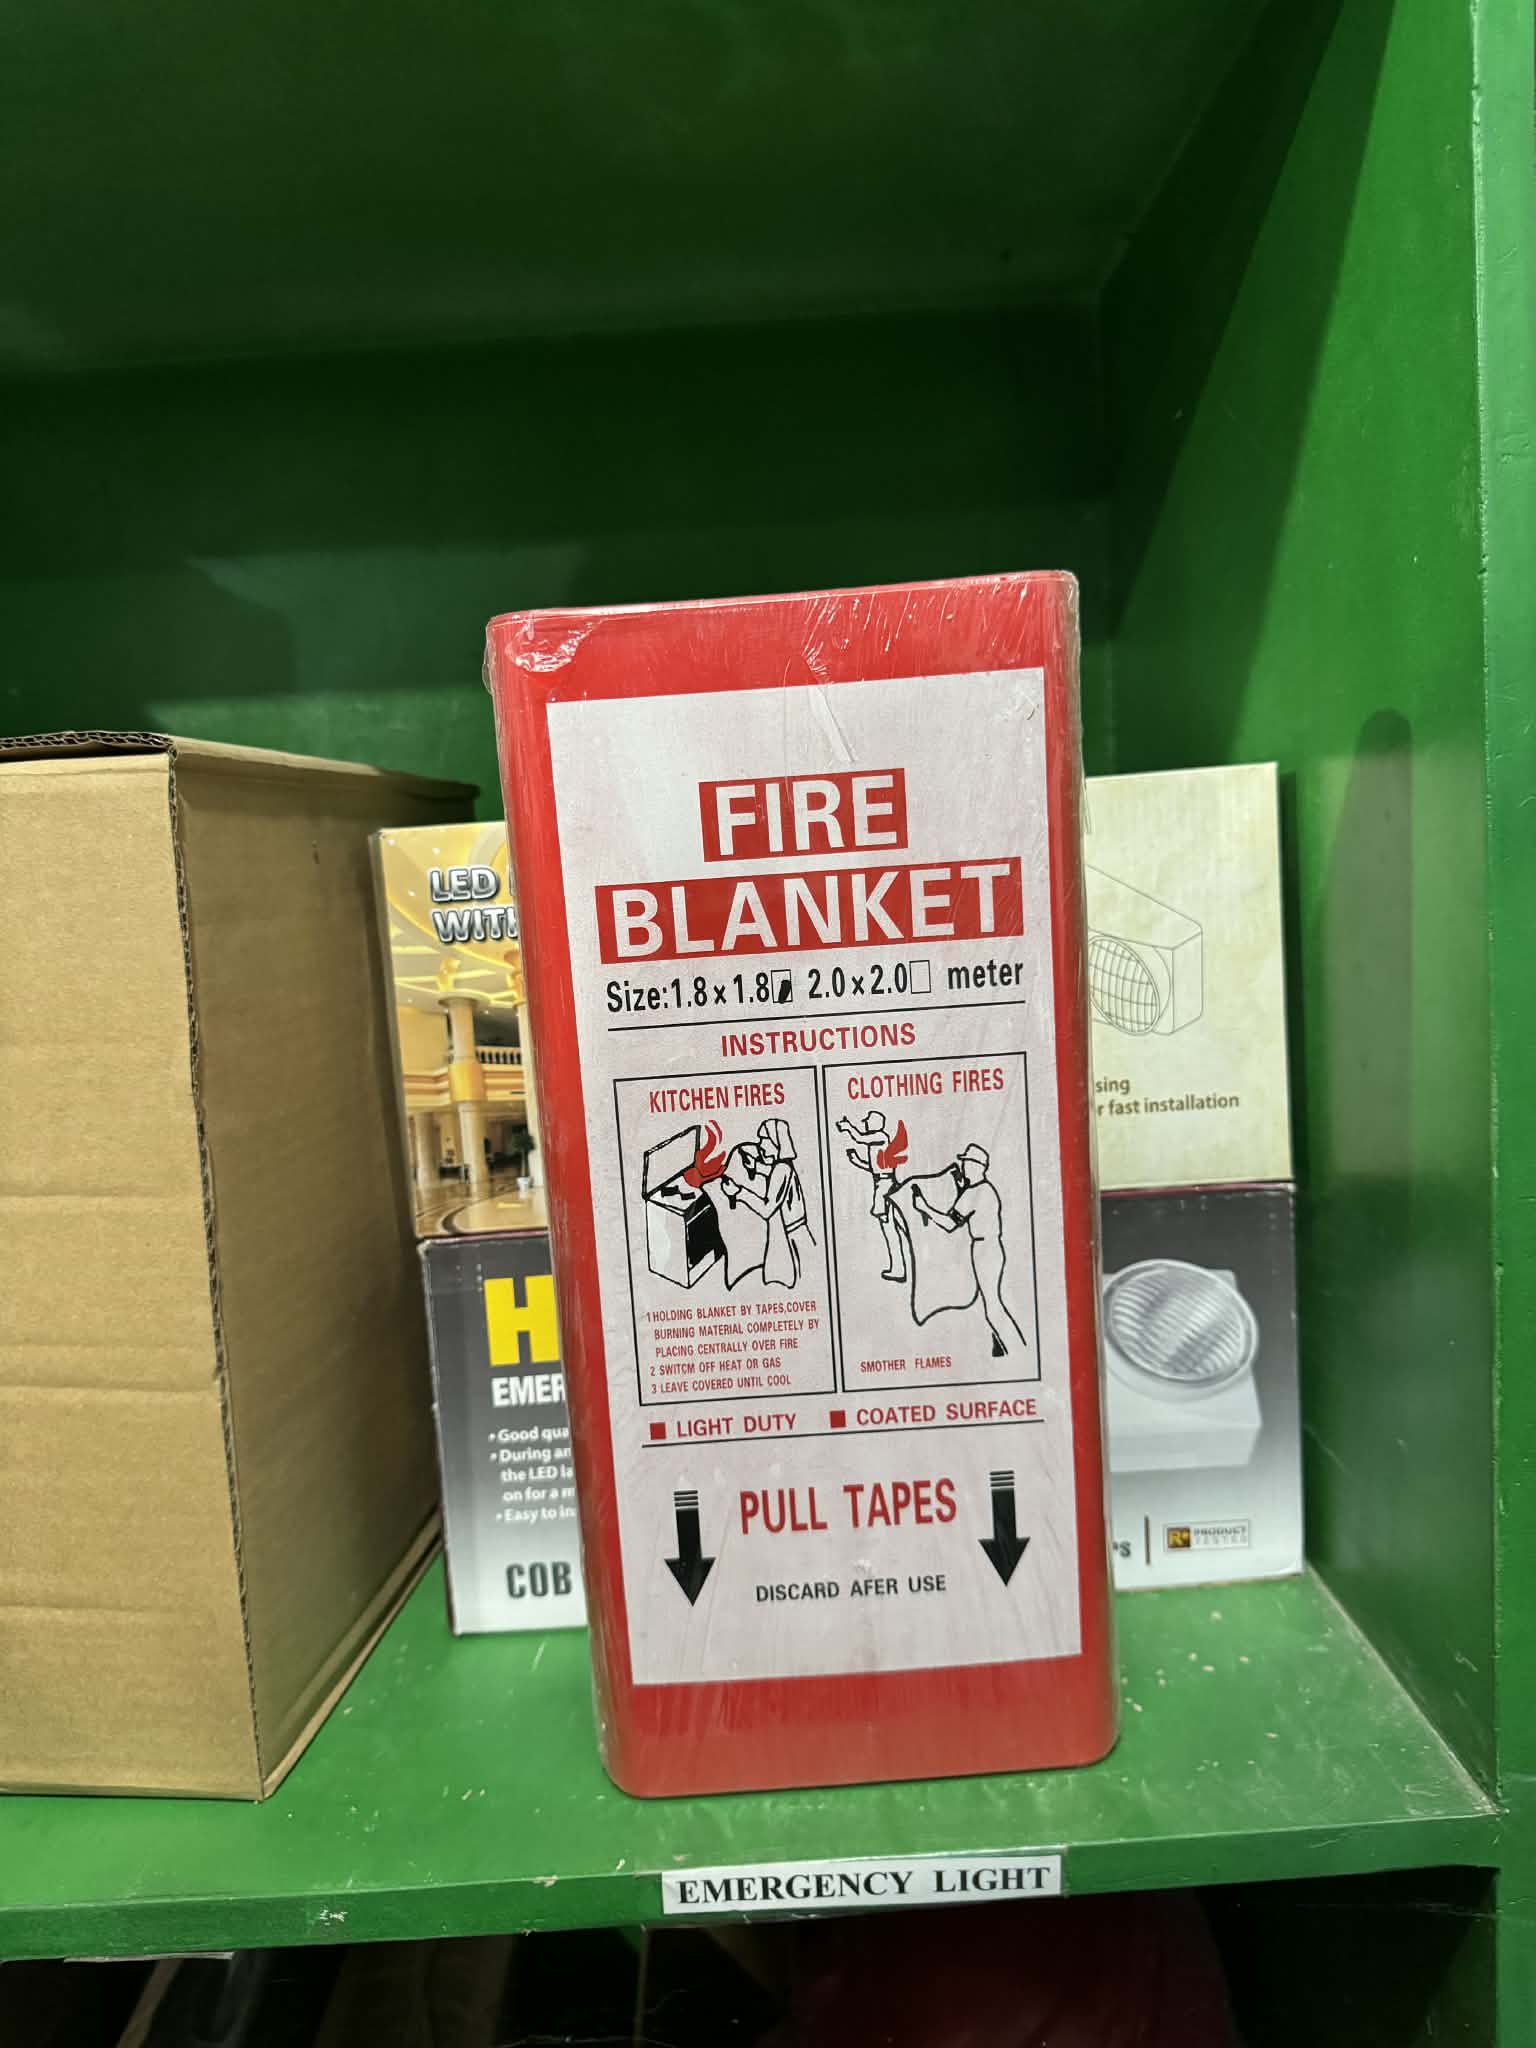 FIRE
BLANKET
Size:1.8×1.8☑ 2.0×2.0☐ meter
INSTRUCTIONS
KITCHEN FIRES
1 HOLDING BLANKET BY TAPES,COVER
BURNING MATERIAL COMPLETELY BY
PLACING CENTRALLY OVER FIRE
2 SWITCM OFF HEAT OR GAS
3 LEAVE COVERED UNTIL COOL
CLOTHING FIRES
SMOTHER FLAMES
■ LIGHT DUTY ■ COATED SURFACE
PULL TAPES
DISCARD AFER USE
LED
WITH
H
EMER
• Good qua
• During an
the LED la
on for a m
• Easy to in
COB
sing
r fast installation
PS
R PRODUCT
TESTED
EMERGENCY LIGHT